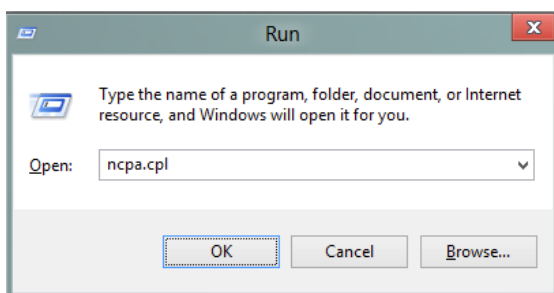 Run
Type the name of a program, folder, document, or Internet
resource, and Windows will open it for you.
Open: ncpa.cpl
OK Cancel Browse...